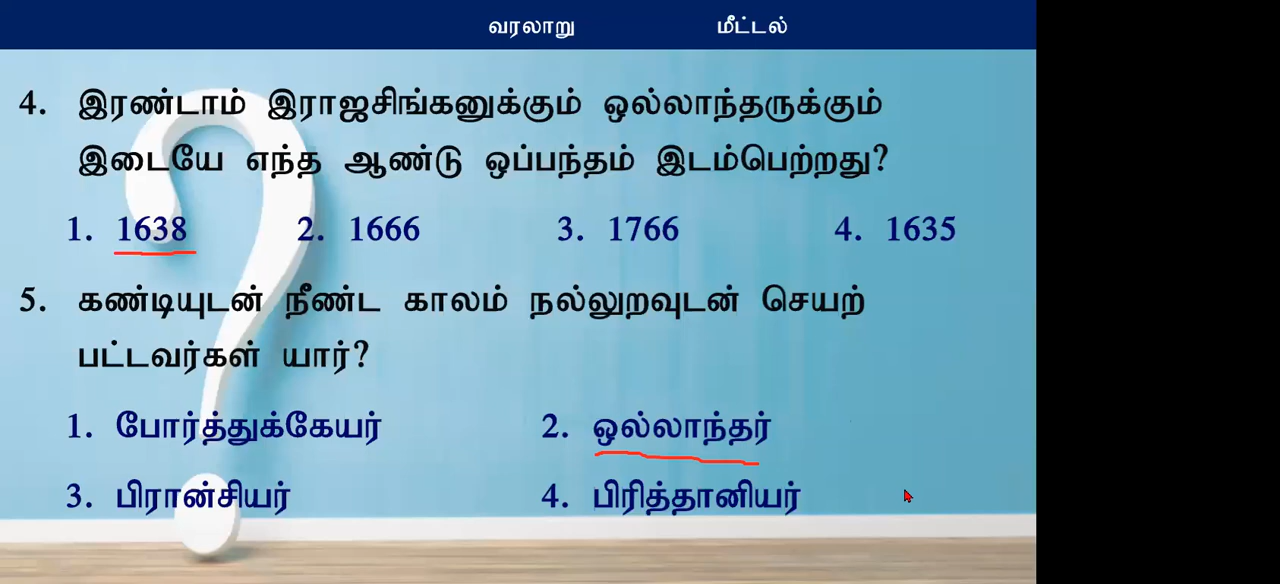 வரலாறு மீட்டல்
4. இரண்டாம் இராஜசிங்கனுக்கும் ஒல்லாந்தருக்கும்
இடையே எந்த ஆண்டு ஒப்பந்தம் இடம்பெற்றது?
1. 1638 2. 1666 3. 1766 4. 1635
5. கண்டியுடன் நீண்ட காலம் நல்லுறவுடன் செயற்
பட்டவர்கள் யார்?
1. போர்த்துக்கேயர் 2. ஒல்லாந்தர்
3. பிரான்சியர் 4. பிரித்தானியர்